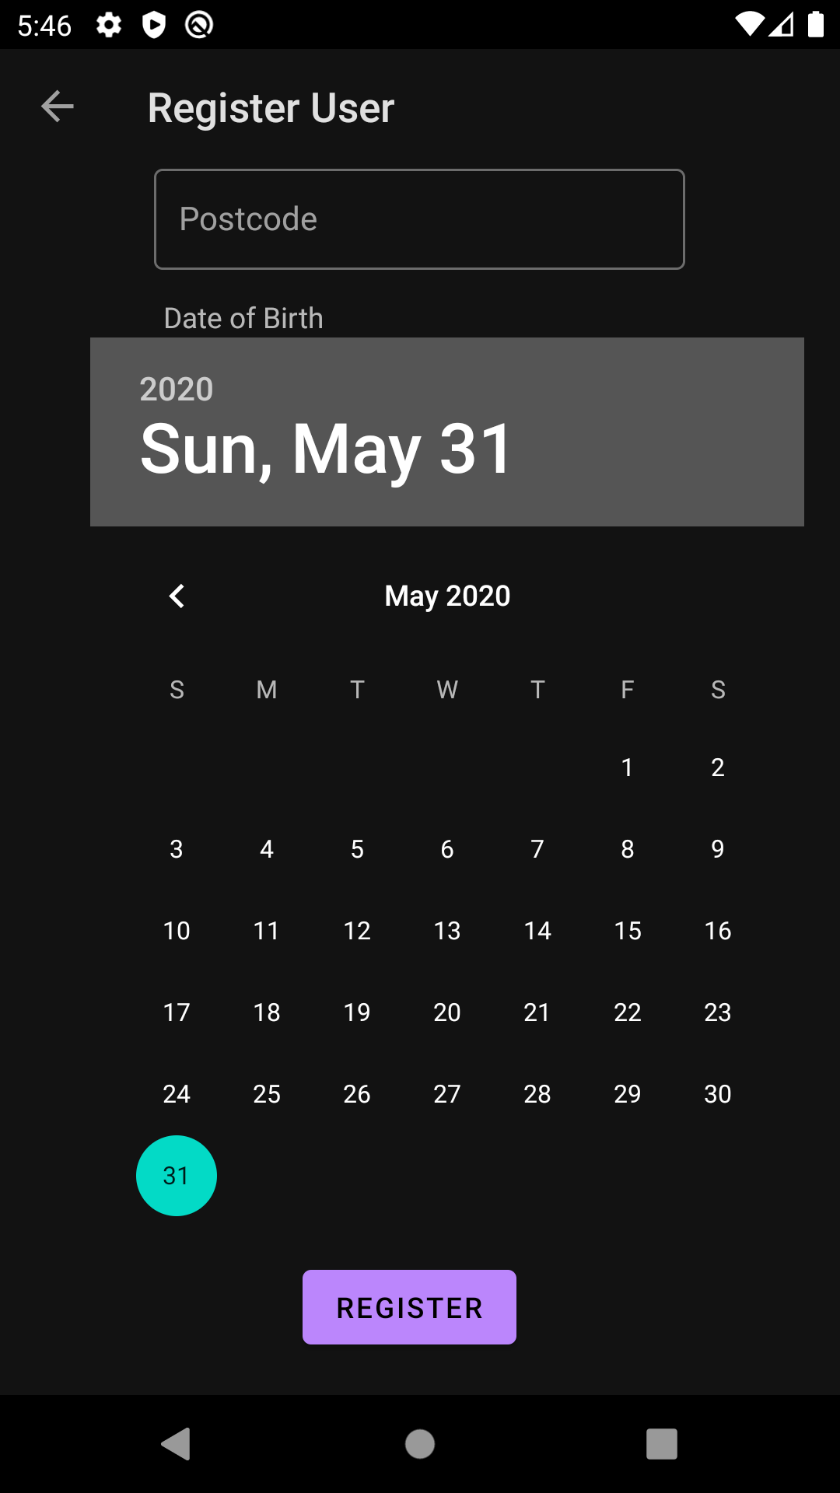 5:46
Register User
Postcode
Date of Birth
2020
Sun, May 31
May 2020
S M T W T F S
1 2
3 4 5 6 7 8 9
10 11 12 13 14 15 16
17 18 19 20 21 22 23
24 25 26 27 28 29 30
31
REGISTER